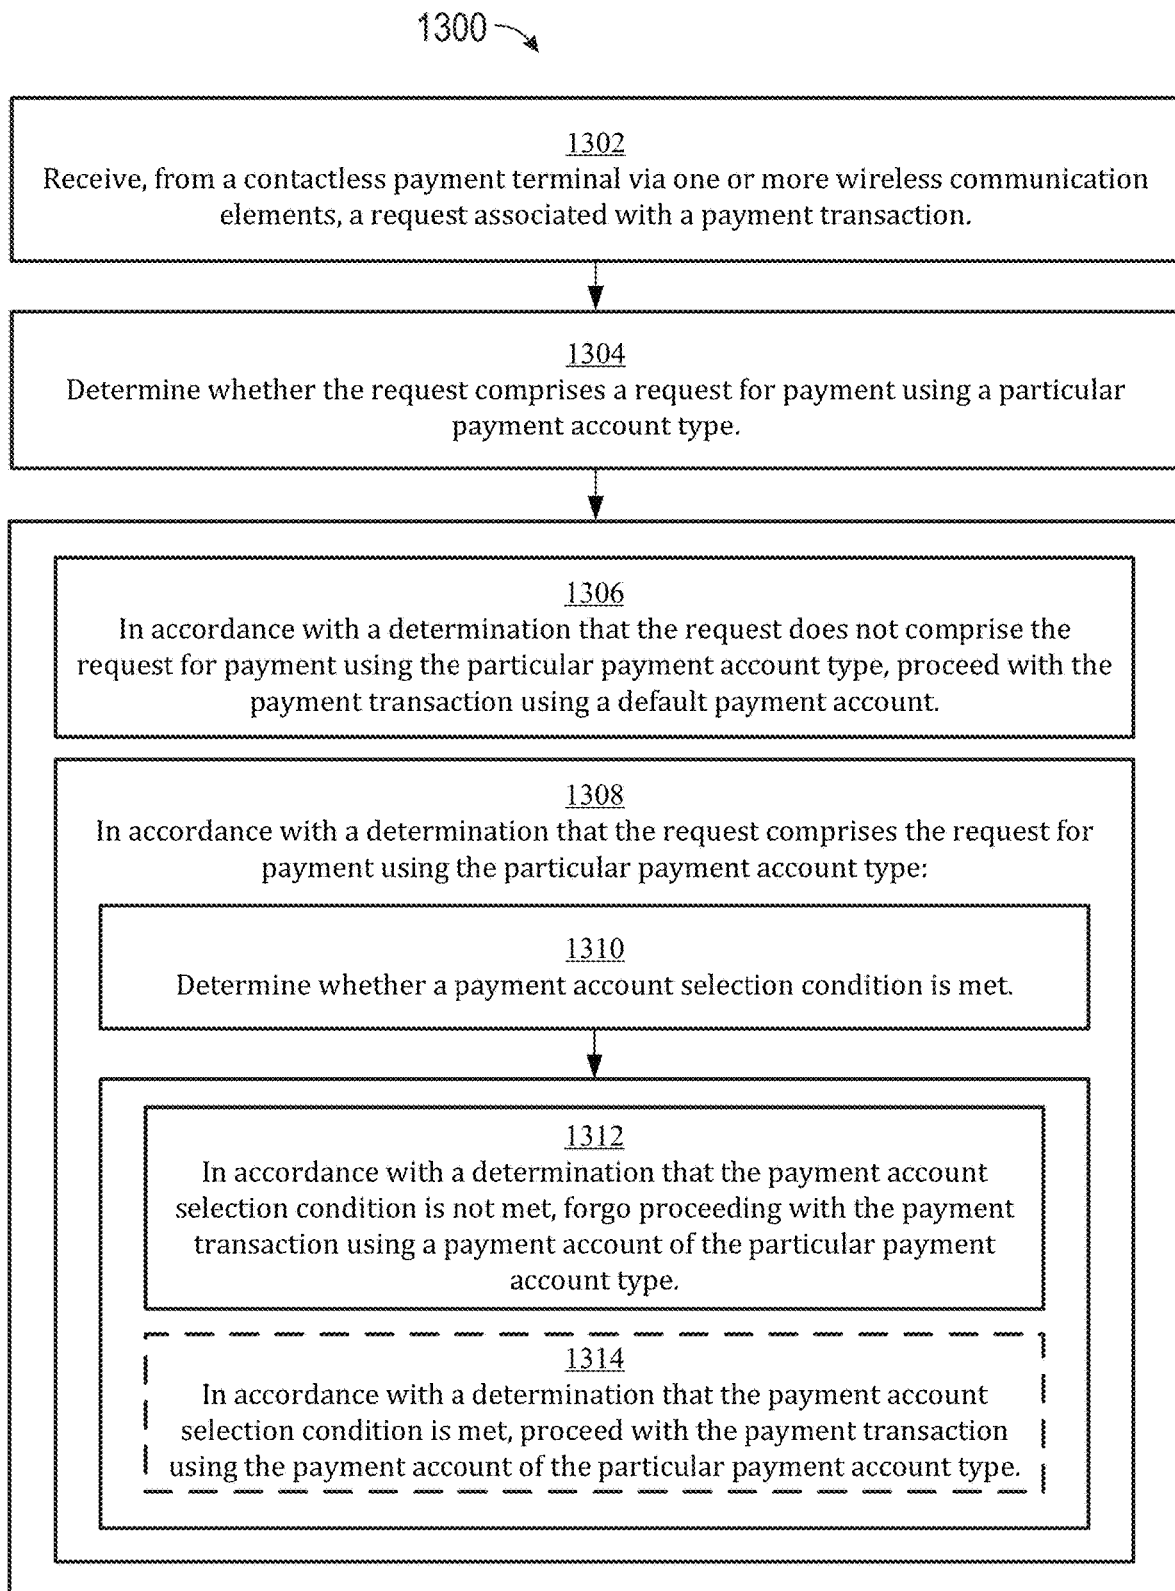 1300
1302
Receive, from a contactless payment terminal via one or more wireless communication
elements, a request associated with a payment transaction.
1304
Determine whether the request comprises a request for payment using a particular
payment account type.
1306
In accordance with a determination that the request does not comprise the
request for payment using the particular payment account type, proceed with the
payment transaction using a default payment account.
1308
In accordance with a determination that the request comprises the request for
payment using the particular payment account type:
1310
Determine whether a payment account selection condition is met.
1312
In accordance with a determination that the payment account
selection condition is not met, forgo proceeding with the payment
transaction using a payment account of the particular payment
account type.
1314
In accordance with a determination that the payment account
selection condition is met, proceed with the payment transaction
using the payment account of the particular payment account type.